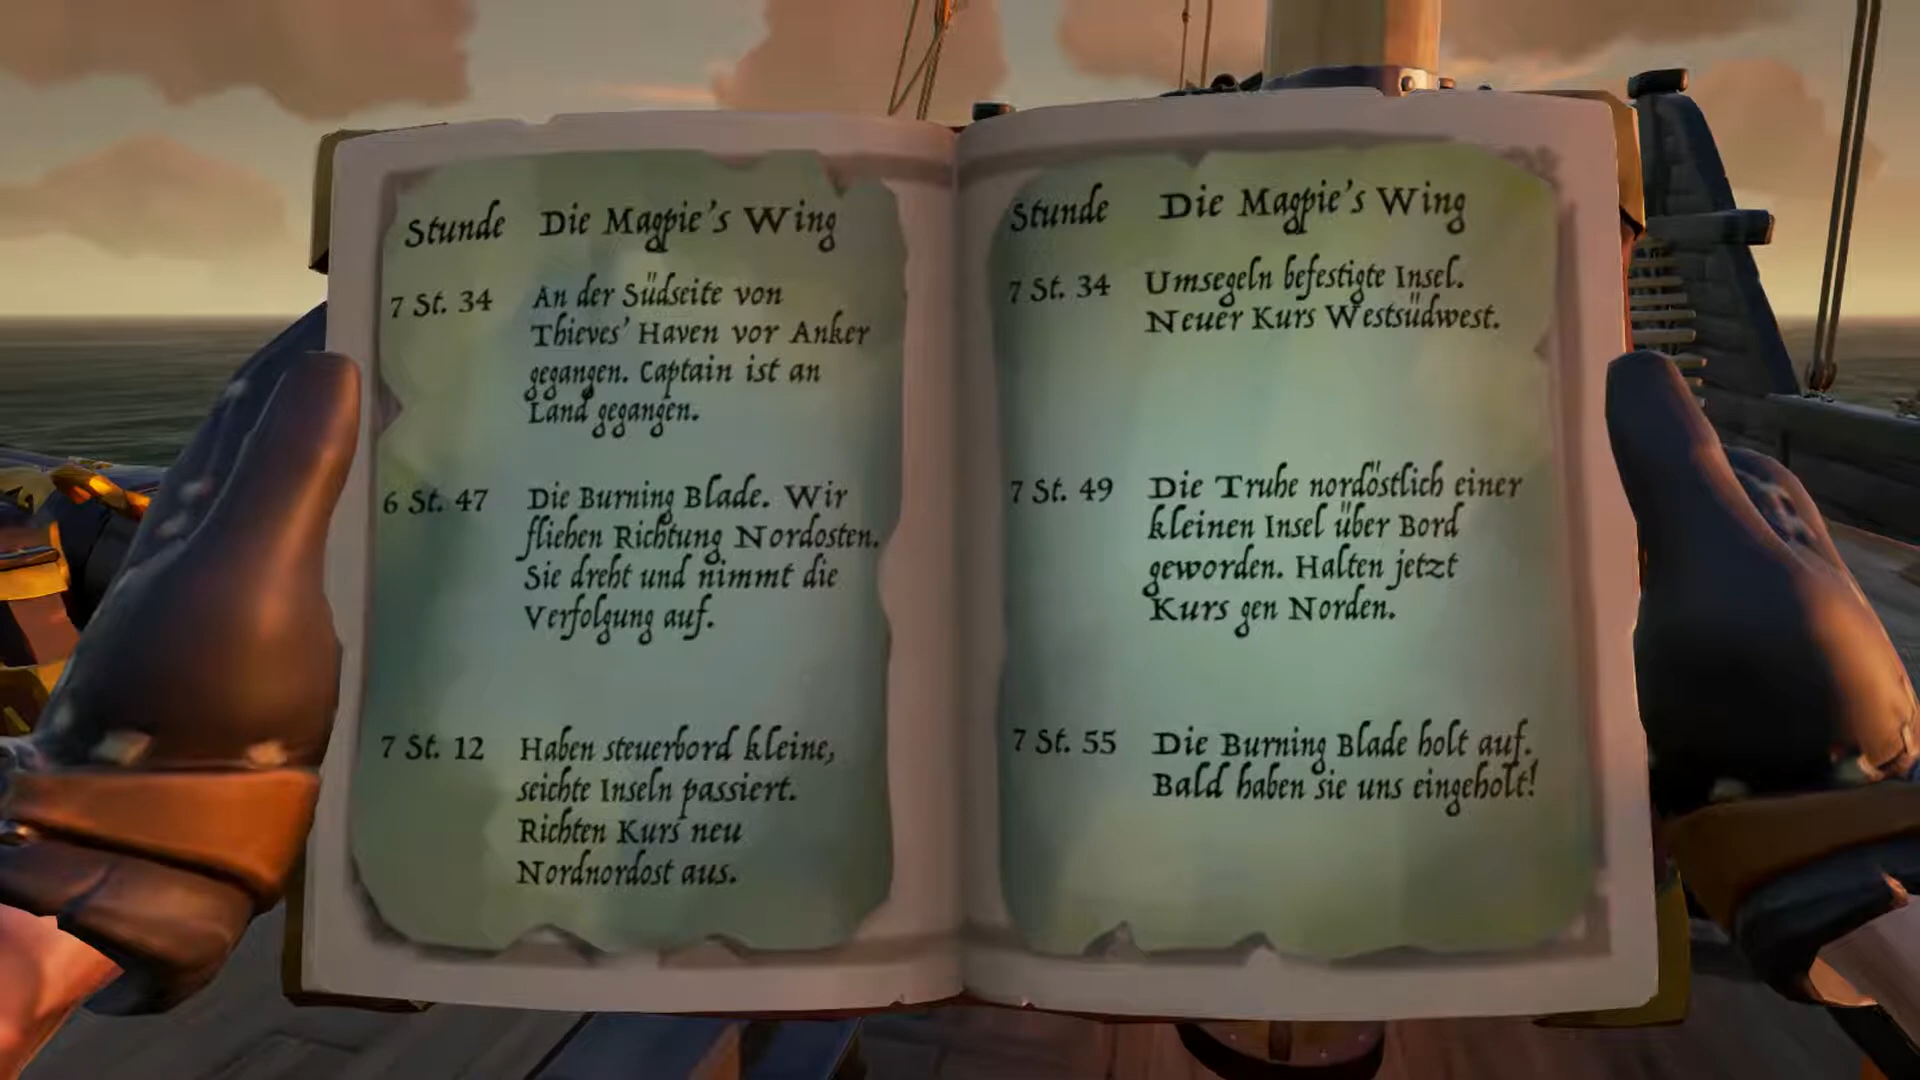 Stunde Die Magpie's Wing
7 St. 34 An der Südseite von
Thieves' Haven vor Anker
gegangen. Captain ist an
Land gegangen.
6 St. 47 Die Burning Blade. Wir
fliehen Richtung Nordosten.
Sie dreht und nimmt die
Verfolgung auf.
7 St. 12 Haben steuerbord kleine,
seichte Inseln passiert.
Richten Kurs neu
Nordnordost aus.
Stunde Die Magpie's Wing
7 St. 34 Umsegeln befestigte Insel.
Neuer Kurs Westsüdwest.
7 St. 49 Die Truhe nordöstlich einer
kleinen Insel über Bord
geworden. Halten jetzt
Kurs gen Norden.
7 St. 55 Die Burning Blade holt auf.
Bald haben sie uns eingeholt!